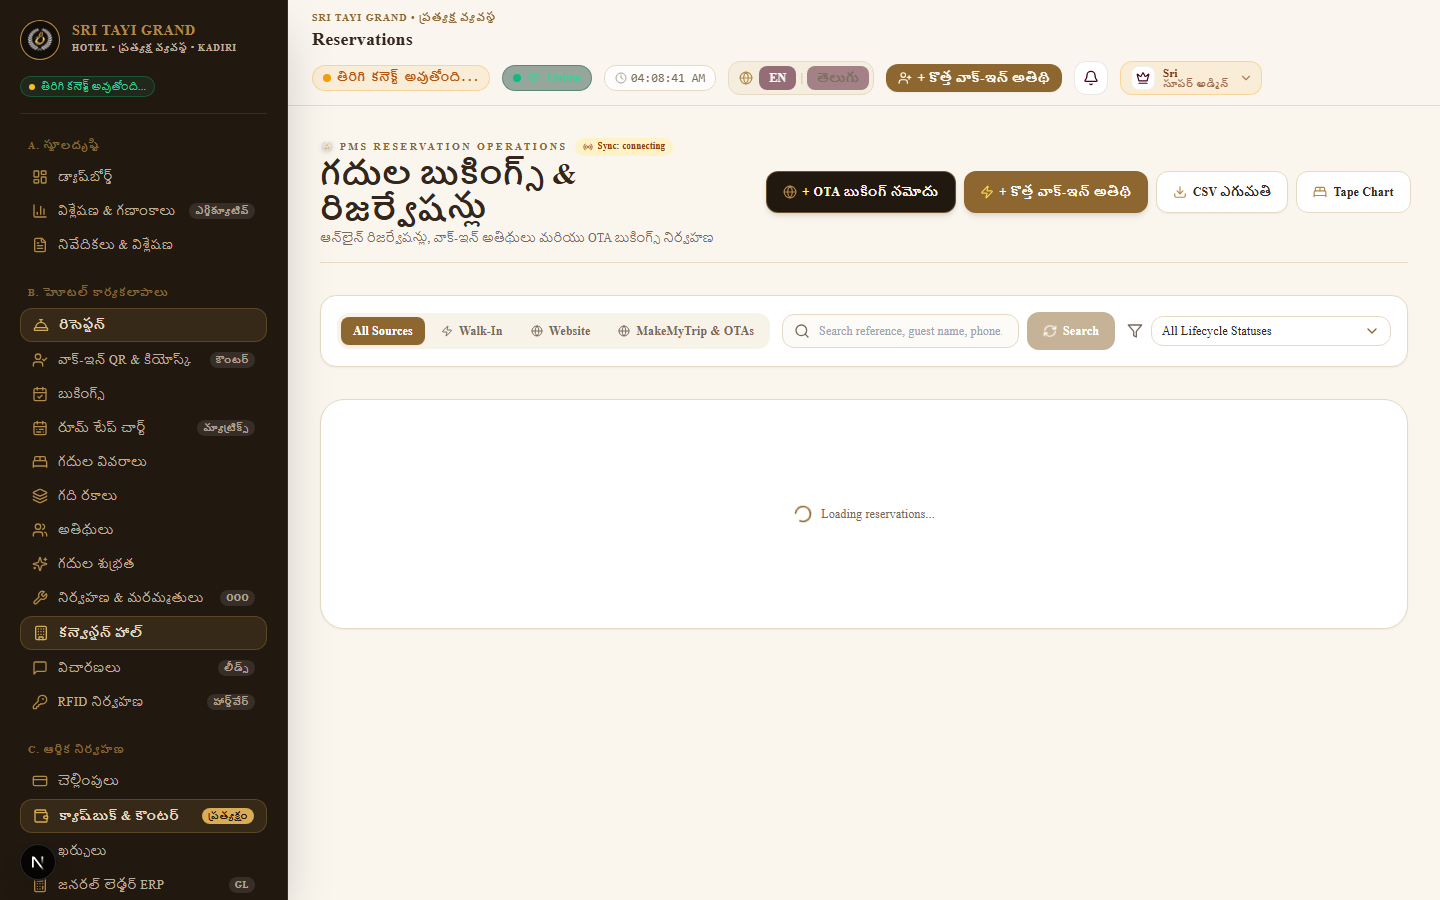 SRI TAYI GRAND
HOTEL • ప్రత్యక్ష వ్యవస్థ • KADIRI
తిరిగి కనెక్ట్ అవుతోంది...
A. స్థూలదృష్టి
డ్యాష్‌బోర్డ్
విశ్లేషణ & గణాంకాలు ఎగ్జిక్యూటివ్
నివేదికలు & విశ్లేషణ
B. హెూటల్ కార్యకలాపాలు
రిసెప్షన్
వాక్-ఇన్ QR & కియోస్క్ కౌంటర్
బుకింగ్స్
రూమ్ టేప్ చార్ట్ మ్యాట్రిక్స్
గదుల వివరాలు
గది రకాలు
అతిథులు
గదుల శుభ్రత
నిర్వహణ & మరమ్మతులు OOO
కన్వెన్షన్ హాల్
విచారణలు లీడ్స్
RFID నిర్వహణ హార్డ్‌వేర్
C. ఆర్థిక నిర్వహణ
చెల్లింపులు
క్యాష్‌బుక్ & కౌంటర్ ప్రత్యక్షం
ఖర్చులు
జనరల్ లెడ్జర్ ERP GL
SRI TAYI GRAND • ప్రత్యక్ష వ్యవస్థ
Reservations
తిరిగి కనెక్ట్ అవుతోంది... 04:08:41 AM EN | తెలుగు + కొత్త వాక్-ఇన్ అతిథి Sri
సూపర్ అడ్మిన్
PMS RESERVATION OPERATIONS Sync: connecting
గదుల బుకింగ్స్ &
రిజర్వేషన్లు
ఆన్‌లైన్ రిజర్వేషన్లు, వాక్-ఇన్ అతిథులు మరియు OTA బుకింగ్స్ నిర్వహణ
+ OTA బుకింగ్ నమోదు + కొత్త వాక్-ఇన్ అతిథి CSV ఎగుమతి Tape Chart
All Sources Walk-In Website MakeMyTrip & OTAs Search reference, guest name, phone. Search All Lifecycle Statuses
Loading reservations...